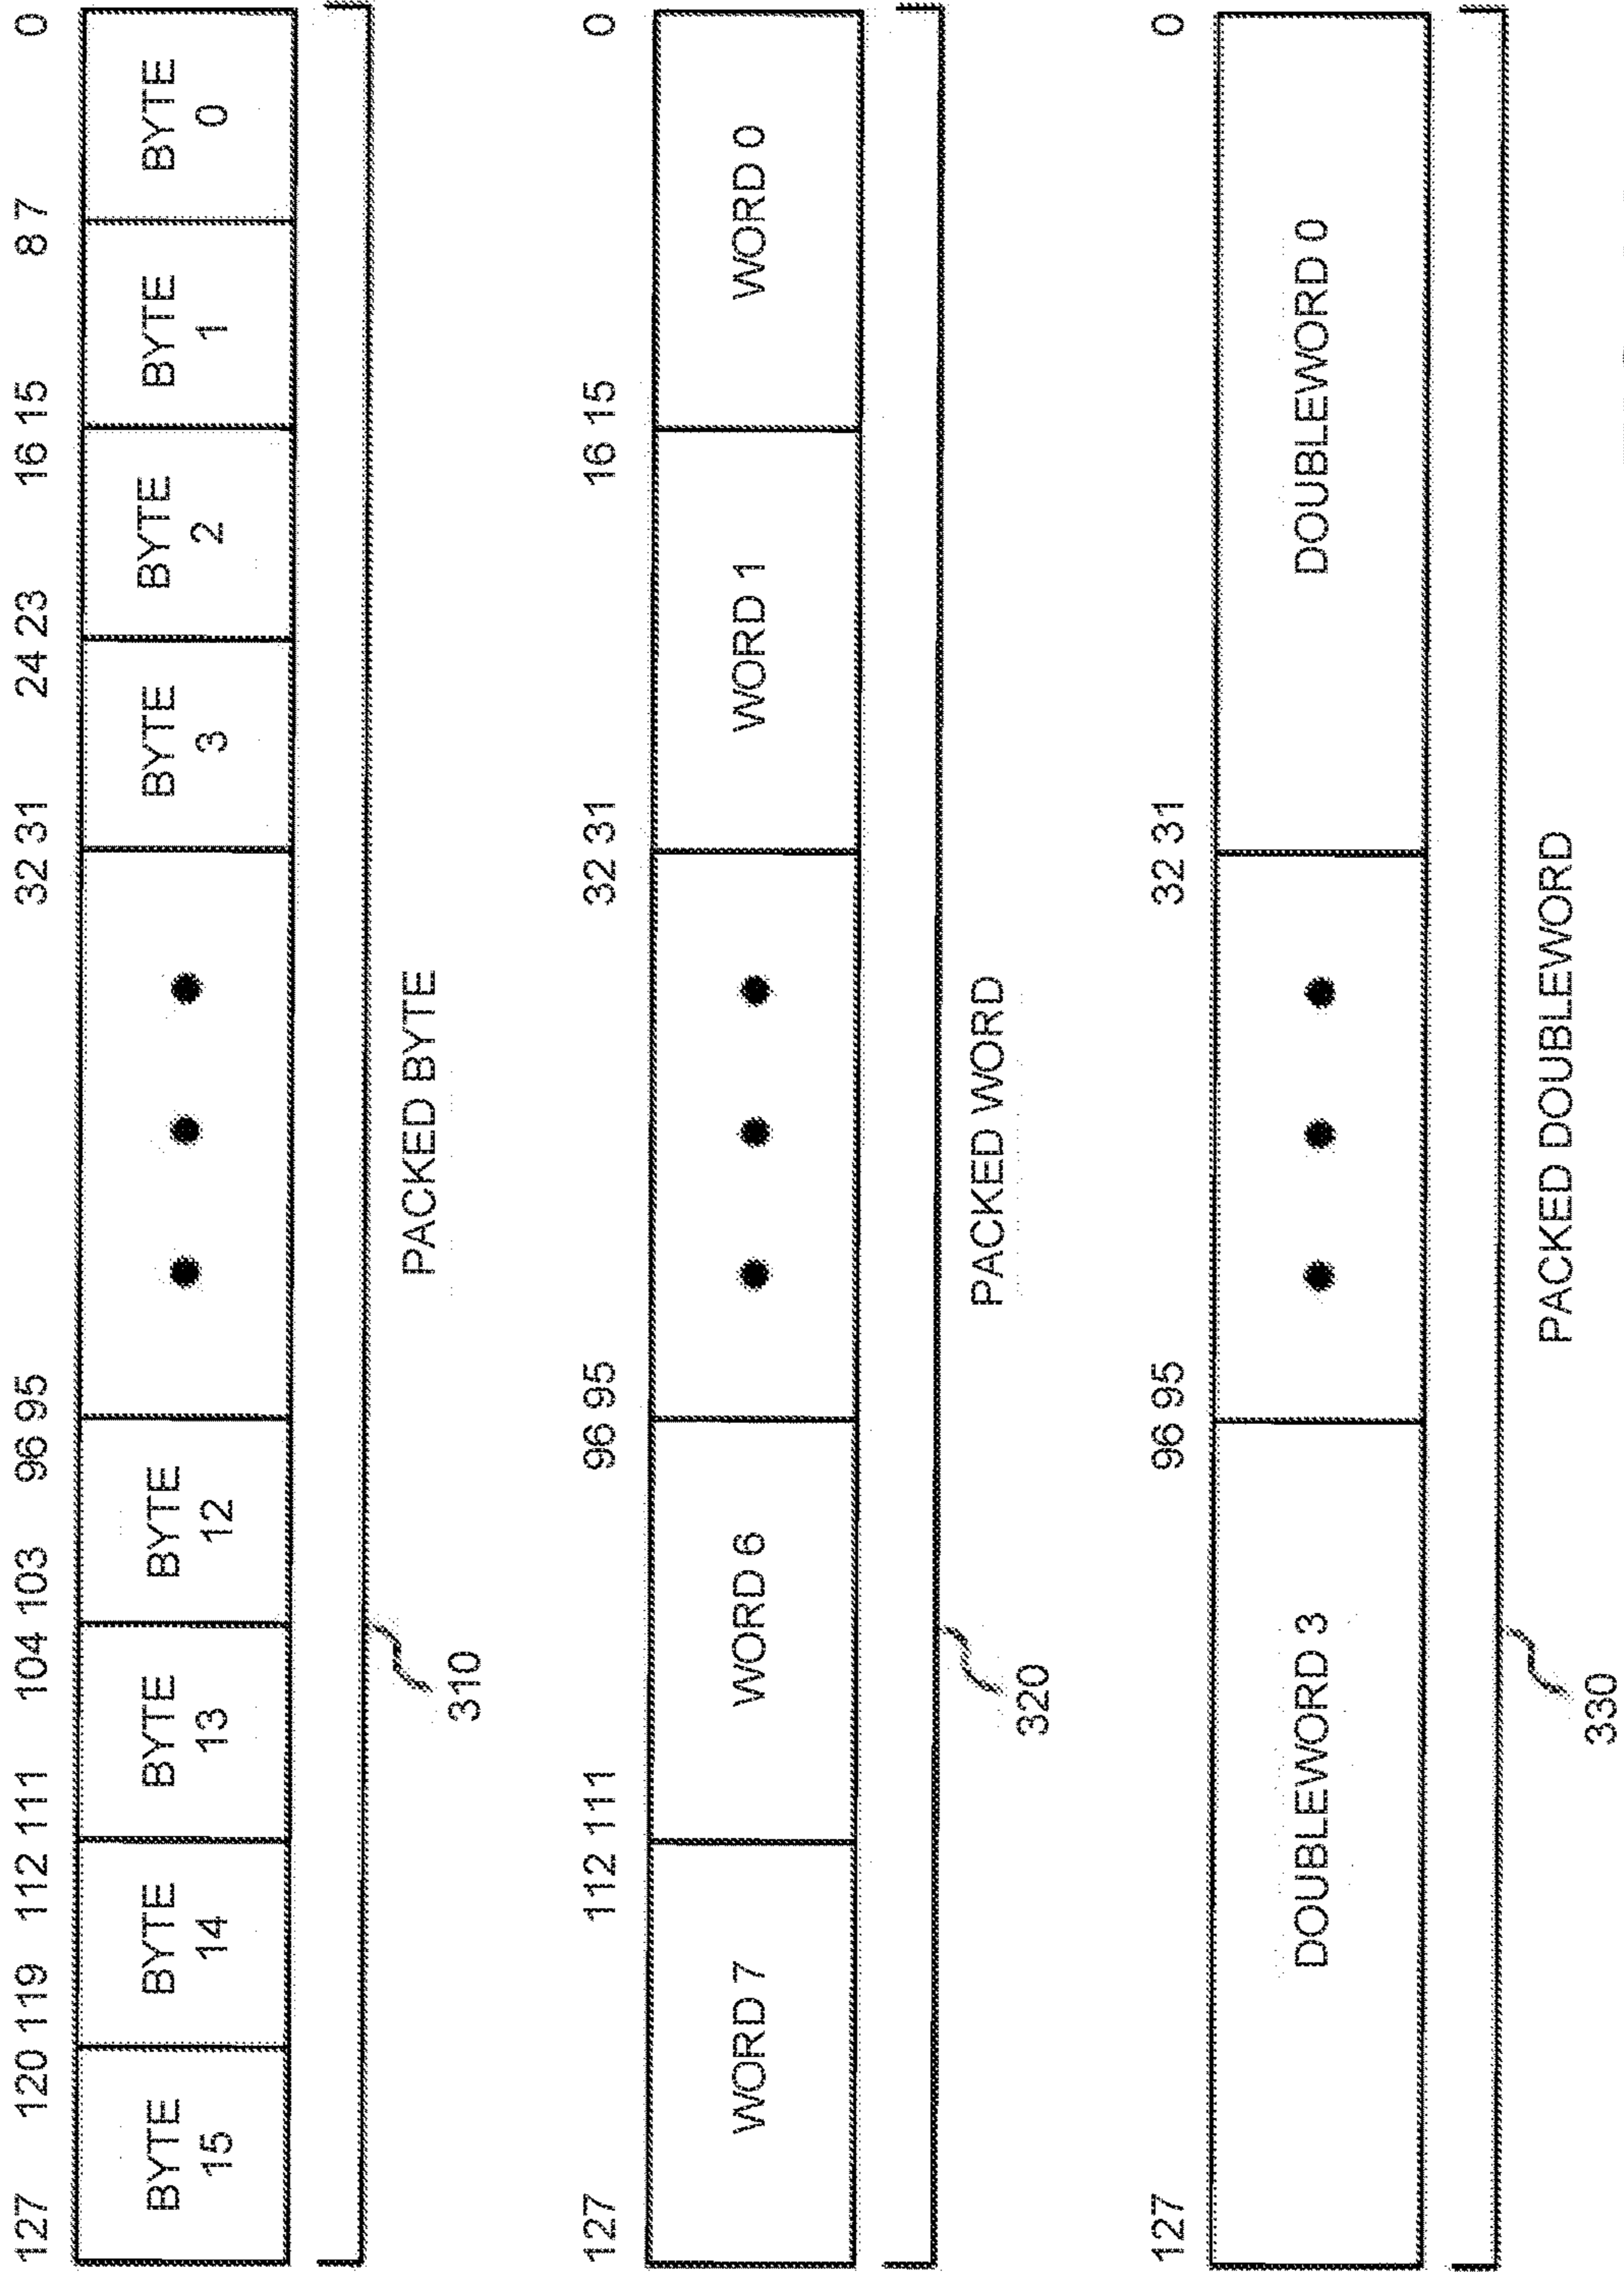 127 120 119 112 111 104 103 96 95 32 31 24 23 16 15 8 7 0
BYTE 15
BYTE 14
BYTE 13
BYTE 12
BYTE 3
BYTE 2
BYTE 1
BYTE 0
PACKED BYTE
310
127 112 111 96 95 32 31 16 15 0
WORD 7
WORD 6
WORD 1
WORD 0
PACKED WORD
320
127 96 95 32 31 0
DOUBLEWORD 3
DOUBLEWORD 0
PACKED DOUBLEWORD
330